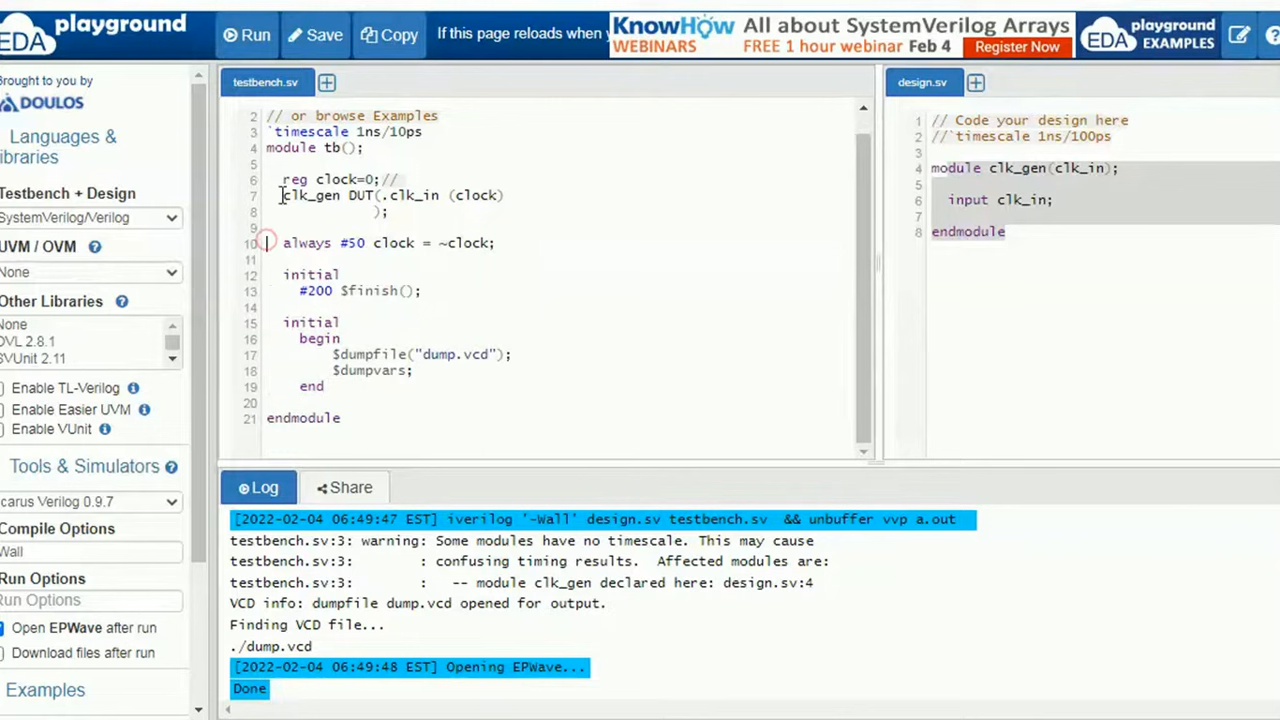 EDA playground
Run
Save
Copy
If this page reloads when
KnowHow
WEBINARS
All about SystemVerilog Arrays
FREE 1 hour webinar Feb 4
Register Now
EDA playground
EXAMPLES
Brought to you by
DOULOS
Languages &
ibraries
Testbench + Design
SystemVerilog/Verilog
UVM / OVM
None
Other Libraries
None
OVL 2.8.1
SVUnit 2.11
Enable TL-Verilog
Enable Easier UVM
Enable VUnit
Tools & Simulators
carus Verilog 0.9.7
Compile Options
Wall
Run Options
Run Options
Open EPWave after run
Download files after run
Examples
testbench.sv
2 // or browse Examples
3 `timescale 1ns/10ps
4 module tb();
5
6 reg clock=0;//
7 clk_gen DUT(.clk_in (clock)
8 );
9
10 always #50 clock = ~clock;
11
12 initial
13 #200 $finish();
14
15 initial
16 begin
17 $dumpfile("dump.vcd");
18 $dumpvars;
19 end
20
21 endmodule
design.sv
1 // Code your design here
2 //`timescale 1ns/100ps
3
4 module clk_gen(clk_in);
5
6 input clk_in;
7
8 endmodule
Log
Share
[2022-02-04 06:49:47 EST] iverilog '-Wall' design.sv testbench.sv && unbuffer vvp a.out
testbench.sv:3: warning: Some modules have no timescale. This may cause
testbench.sv:3: : confusing timing results. Affected modules are:
testbench.sv:3: : -- module clk_gen declared here: design.sv:4
VCD info: dumpfile dump.vcd opened for output.
Finding VCD file...
./dump.vcd
[2022-02-04 06:49:48 EST] Opening EPWave...
Done